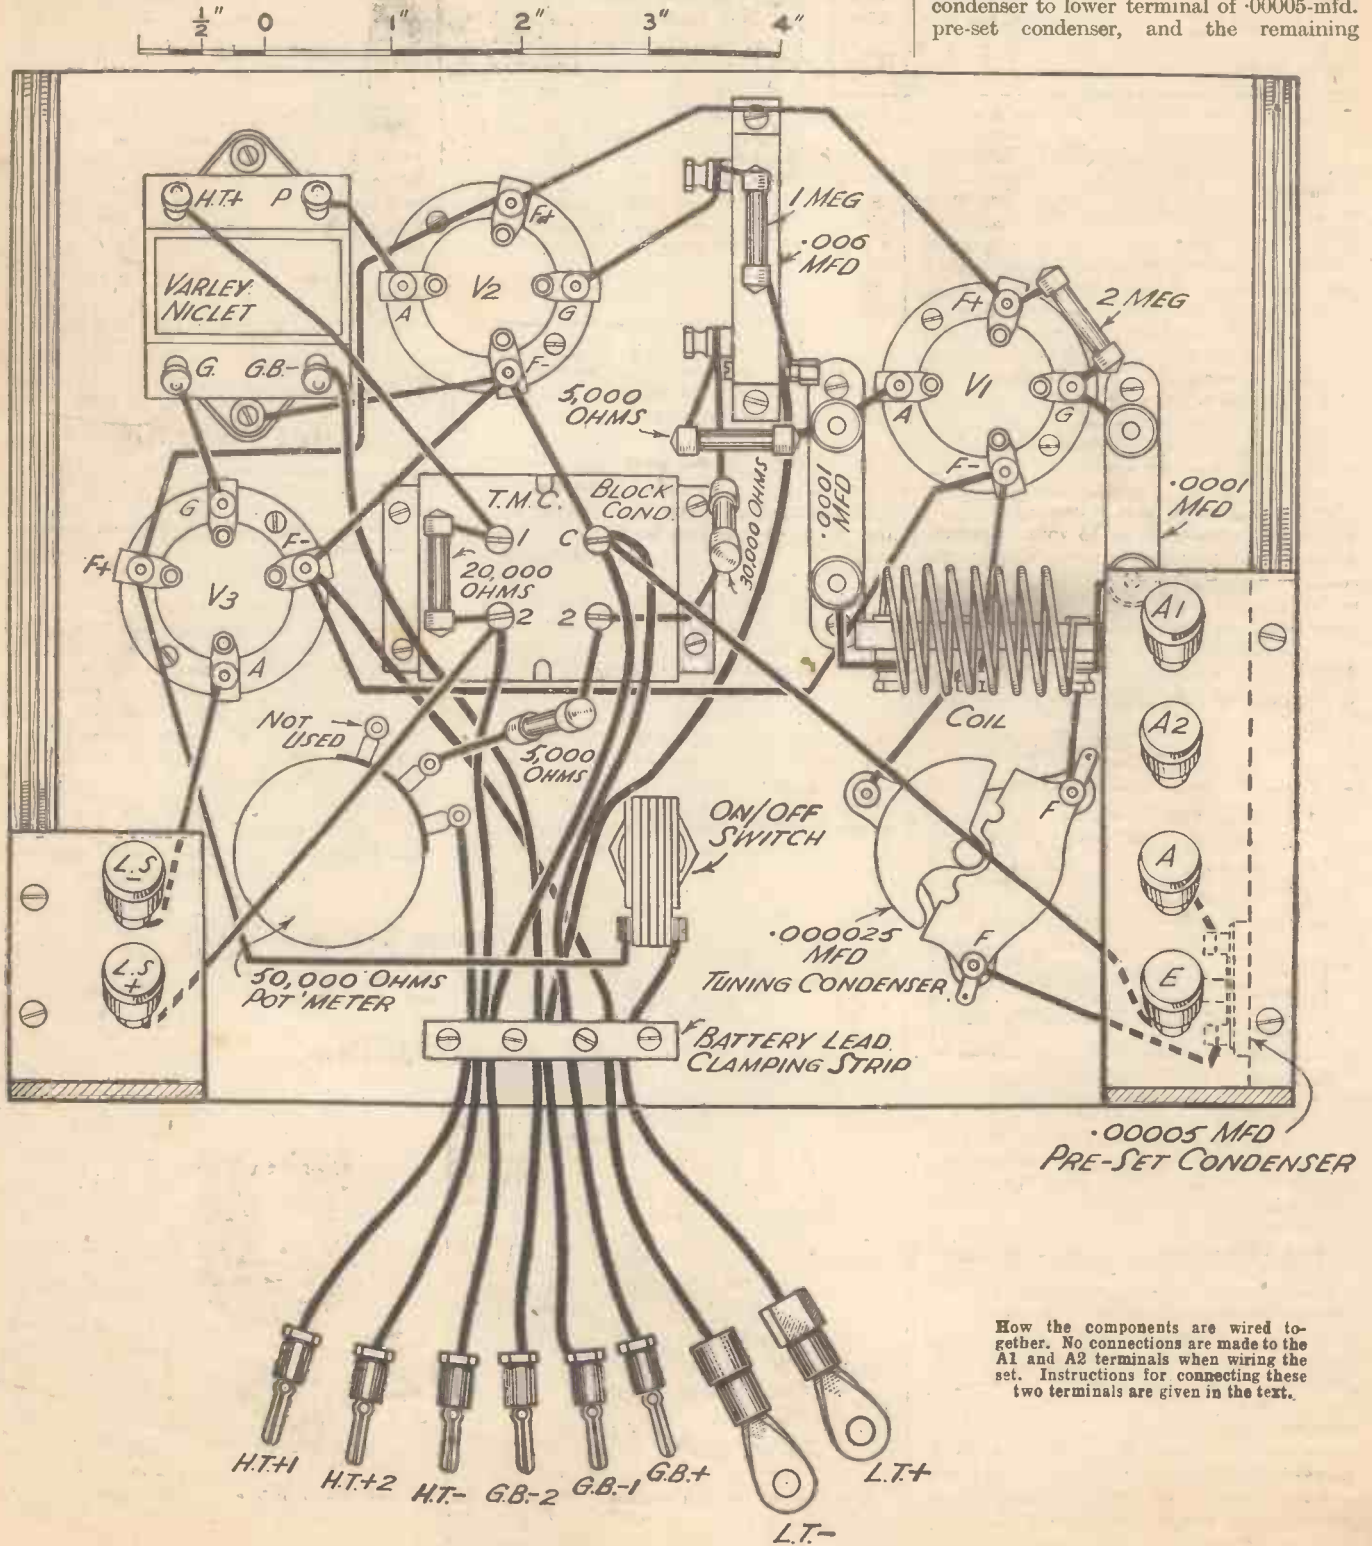 condenser to lower terminal of ·00005-mfd.
pre-set condenser, and the remaining
½" 0 1" 2" 3" 4"
H.T.+ P
VARLEY
NICLET
G. G.B.-
F+
V2
A
G
F-
1 MEG
.006
MFD
2 MEG
F+
V1
A
G
F-
5,000
OHMS
.0001
MFD
.0001
MFD
T.M.C.
BLOCK
COND.
1
C
20,000
OHMS
2
2
30,000 OHMS
G
F-
F+
V3
A
NOT
USED
5,000
OHMS
COIL
A1
A2
A
E
ON/OFF
SWITCH
F
F
.000025
MFD
TUNING CONDENSER
L.S
-
L.S
+
50,000 OHMS
POT'METER
BATTERY LEAD
CLAMPING STRIP
.00005 MFD
PRE-SET CONDENSER
How the components are wired to-
gether. No connections are made to the
A1 and A2 terminals when wiring the
set. Instructions for connecting these
two terminals are given in the text.
H.T.+1
H.T.+2
H.T.-
G.B.-2
G.B.-1
G.B.+
L.T.-
L.T.+